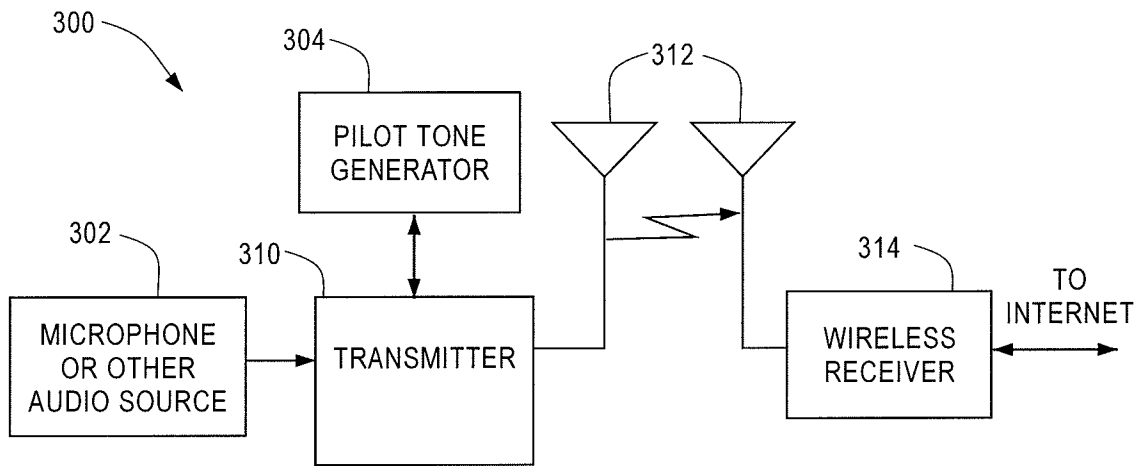 300
304
312
PILOT TONE
GENERATOR
302
310
314
TO
INTERNET
MICROPHONE
OR OTHER
AUDIO SOURCE
TRANSMITTER
WIRELESS
RECEIVER